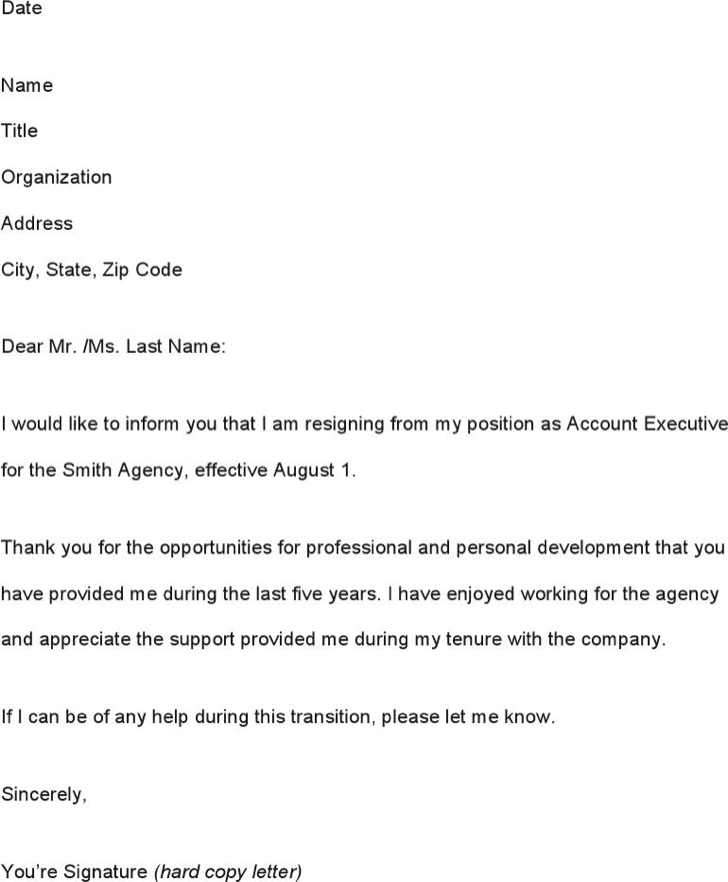 Date
Name
Title
Organization
Address
City, State, Zip Code
Dear Mr. /Ms. Last Name:
I would like to inform you that I am resigning from my position as Account Executive
for the Smith Agency, effective August 1.
Thank you for the opportunities for professional and personal development that you
have provided me during the last five years. I have enjoyed working for the agency
and appreciate the support provided me during my tenure with the company.
If I can be of any help during this transition, please let me know.
Sincerely,
You’re Signature (hard copy letter)